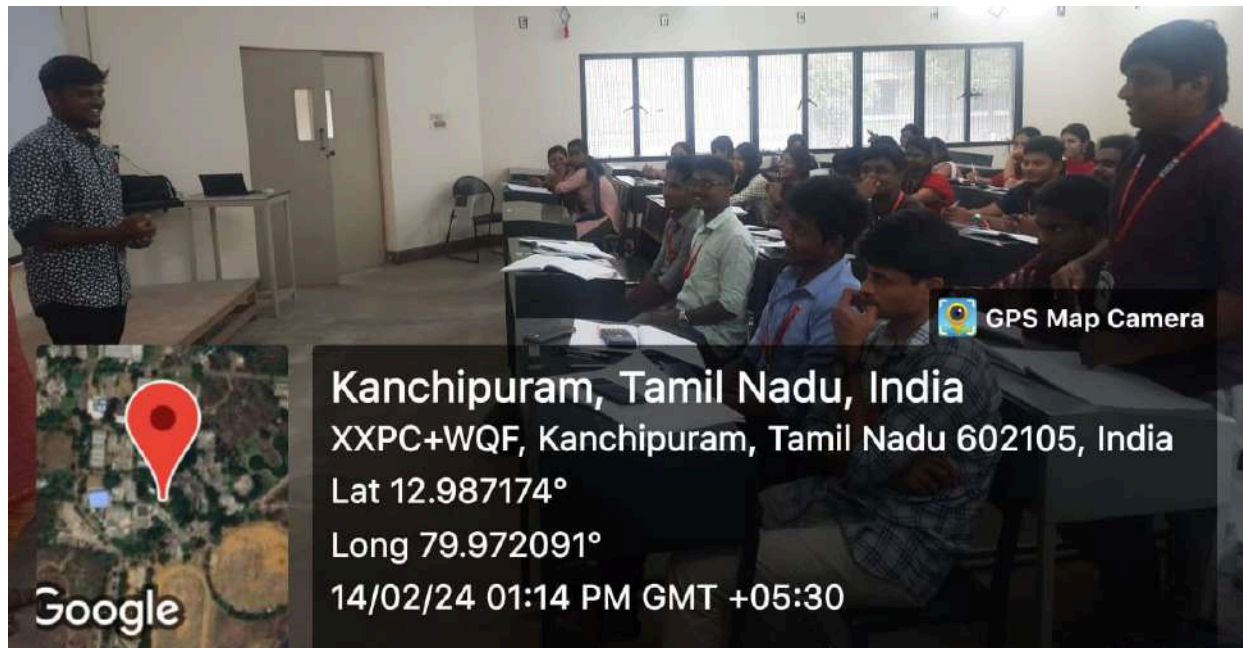 GPS Map Camera
Kanchipuram, Tamil Nadu, India
XXPC+WQF, Kanchipuram, Tamil Nadu 602105, India
Lat 12.987174°
Long 79.972091°
14/02/24 01:14 PM GMT +05:30
Google